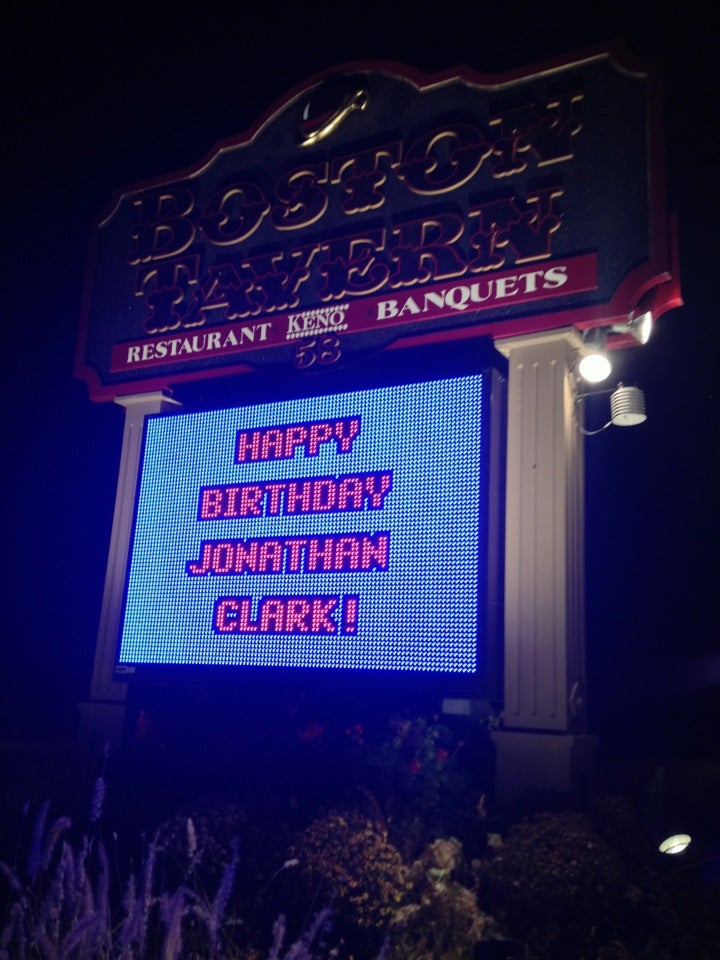 BOSTON
TAVERN
RESTAURANT KENO BANQUETS
58
HAPPY
BIRTHDAY
JONATHAN
CLARK!